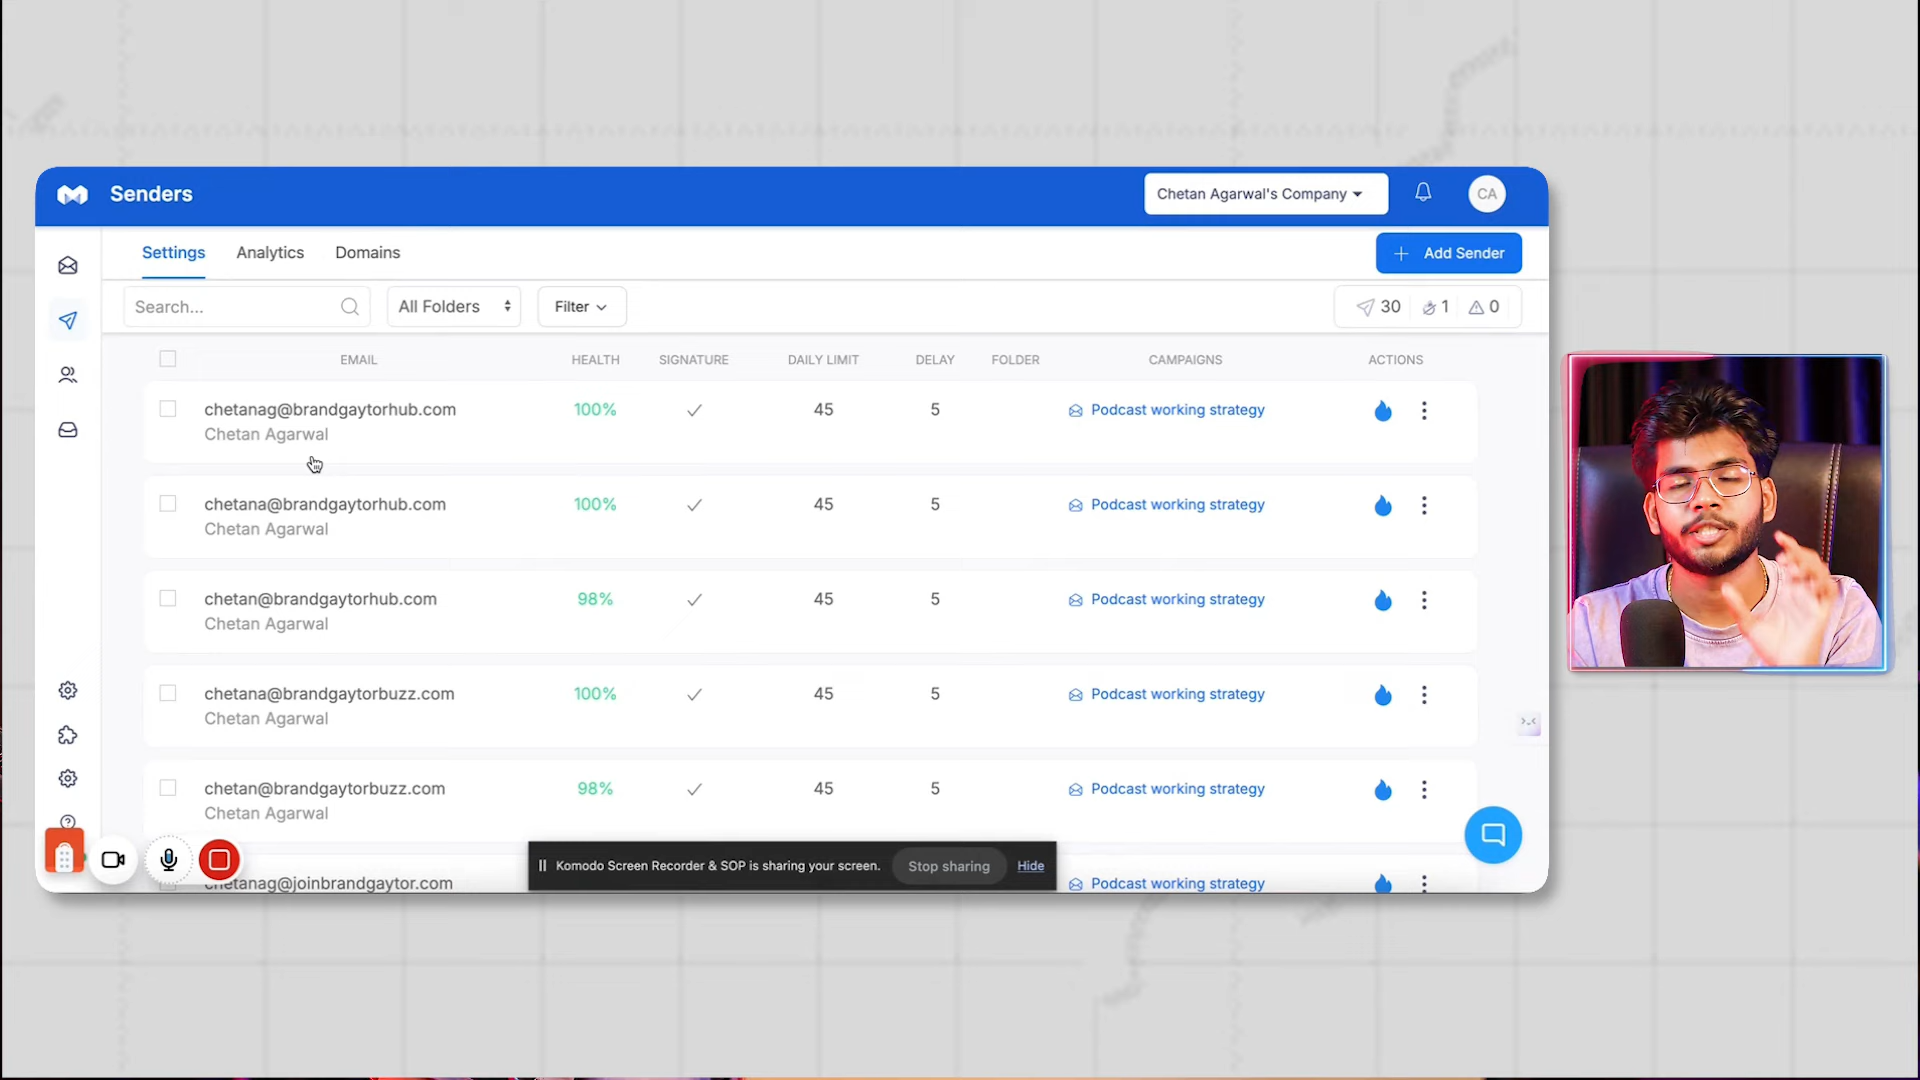 Senders
Chetan Agarwal's Company
CA
Settings Analytics Domains
Add Sender
Search... All Folders Filter
30 1 0
EMAIL HEALTH SIGNATURE DAILY LIMIT DELAY FOLDER CAMPAIGNS ACTIONS
chetanag@brandgaytorhub.com 100% 45 5 Podcast working strategy
Chetan Agarwal
chetana@brandgaytorhub.com 100% 45 5 Podcast working strategy
Chetan Agarwal
chetan@brandgaytorhub.com 98% 45 5 Podcast working strategy
Chetan Agarwal
chetana@brandgaytorbuzz.com 100% 45 5 Podcast working strategy
Chetan Agarwal
chetan@brandgaytorbuzz.com 98% 45 5 Podcast working strategy
Chetan Agarwal
Komodo Screen Recorder & SOP is sharing your screen. Stop sharing Hide
chetanag@joinbrandgaytor.com Podcast working strategy